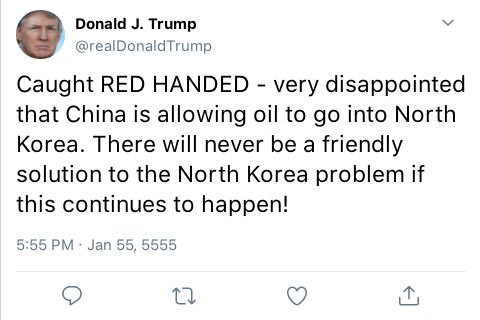 Donald J. Trump
@realDonaldTrump
Caught RED HANDED - very disappointed
that China is allowing oil to go into North
Korea. There will never be a friendly
solution to the North Korea problem if
this continues to happen!
5:55 PM · Jan 55, 5555